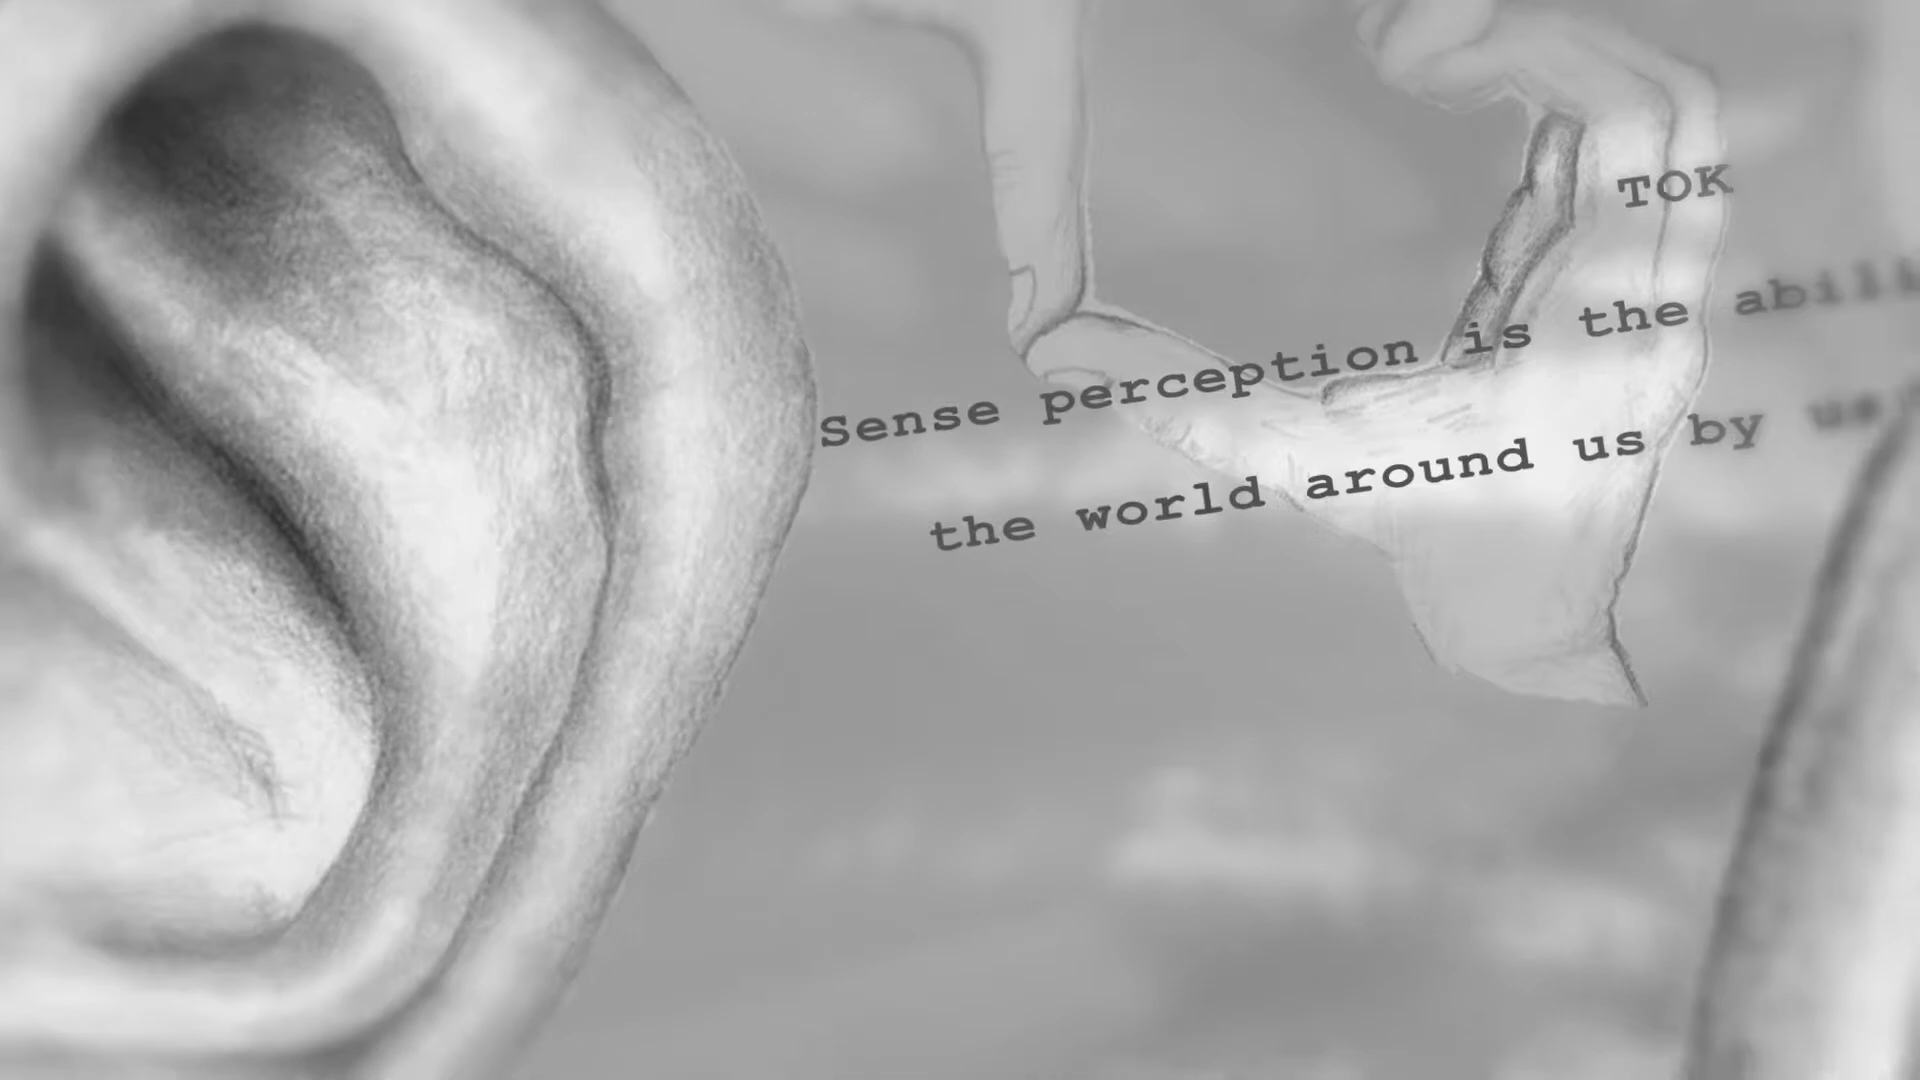 TOK
Sense perception is the
the world around us by